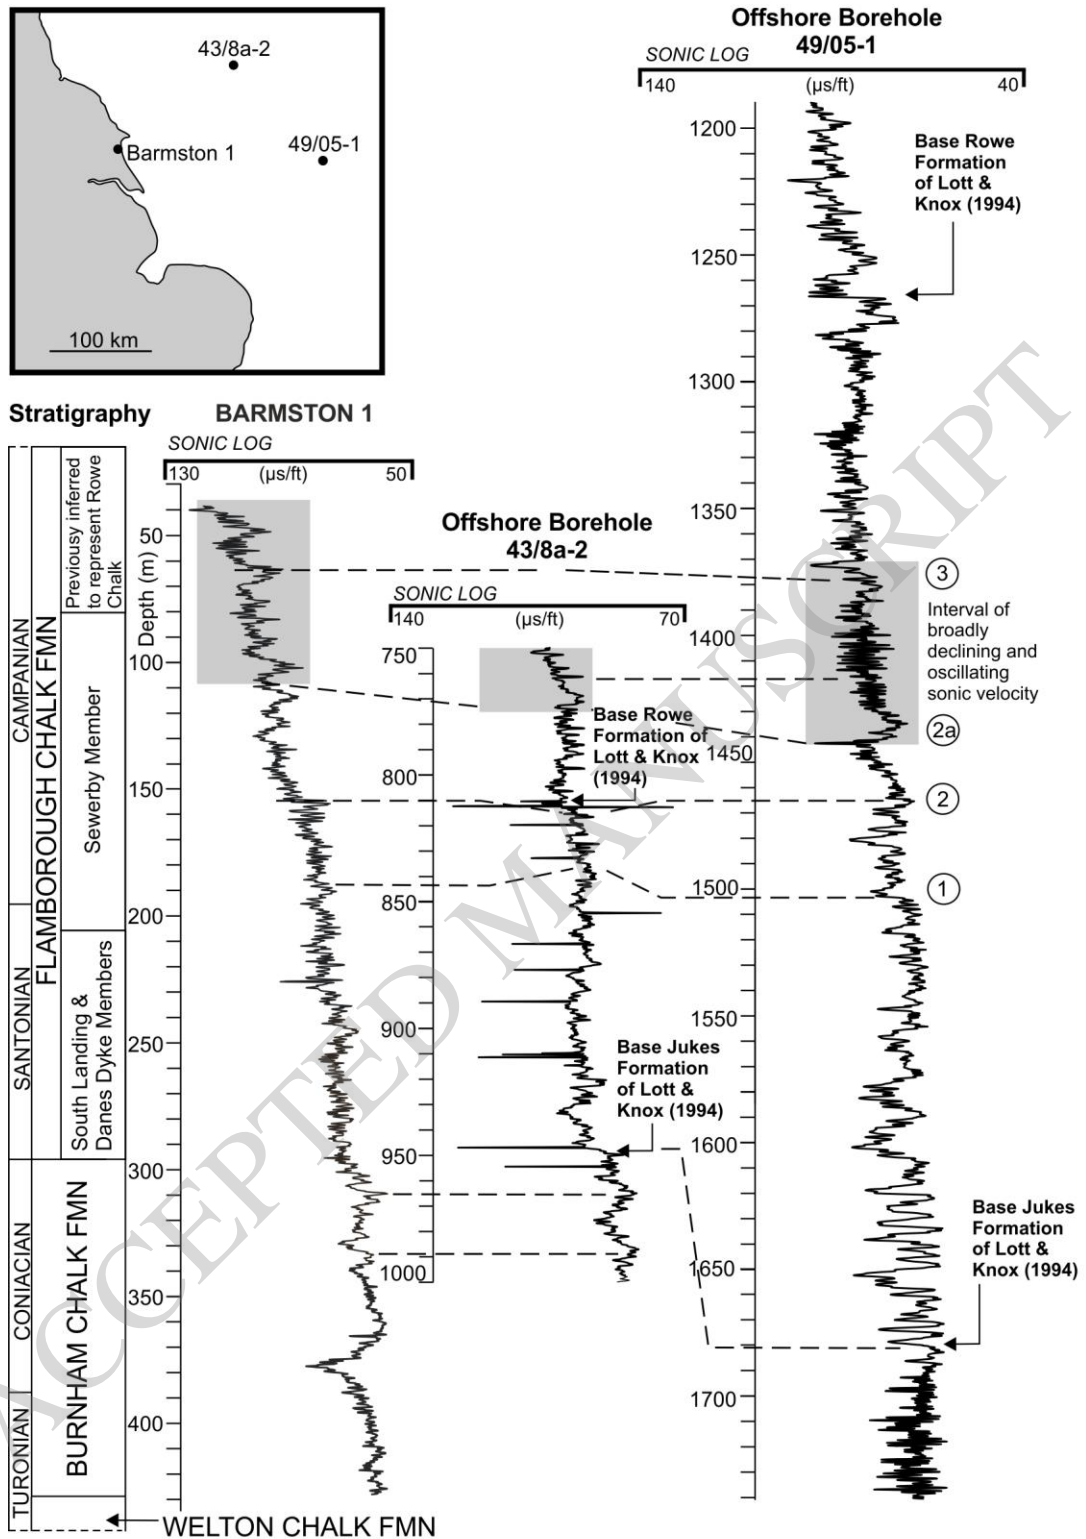 43/8a-2
49/05-1
Barmston 1
100 km
Offshore Borehole
49/05-1
SONIC LOG
140 (µs/ft) 40
1200
1250
1300
1350
1400
1450
1500
1550
1600
1650
1700
Base Rowe
Formation
of Lott &
Knox (1994)
3
Interval of
broadly
declining and
oscillating
sonic velocity
2a
2
1
Base Jukes
Formation
of Lott &
Knox (1994)
Stratigraphy
BARMSTON 1
SONIC LOG
130 (µs/ft) 50
Depth (m)
50
100
150
200
250
300
350
400
CAMPANIAN
SANTONIAN
CONIACIAN
TURONIAN
FLAMBOROUGH CHALK FMN
BURNHAM CHALK FMN
Previousy inferred
to represent Rowe
Chalk
Sewerby Member
South Landing &
Danes Dyke Members
WELTON CHALK FMN
Offshore Borehole
43/8a-2
SONIC LOG
140 (µs/ft) 70
750
800
850
900
950
1000
Base Rowe
Formation of
Lott & Knox
(1994)
Base Jukes
Formation
of Lott &
Knox (1994)
ACCEPTED MANUSCRIPT